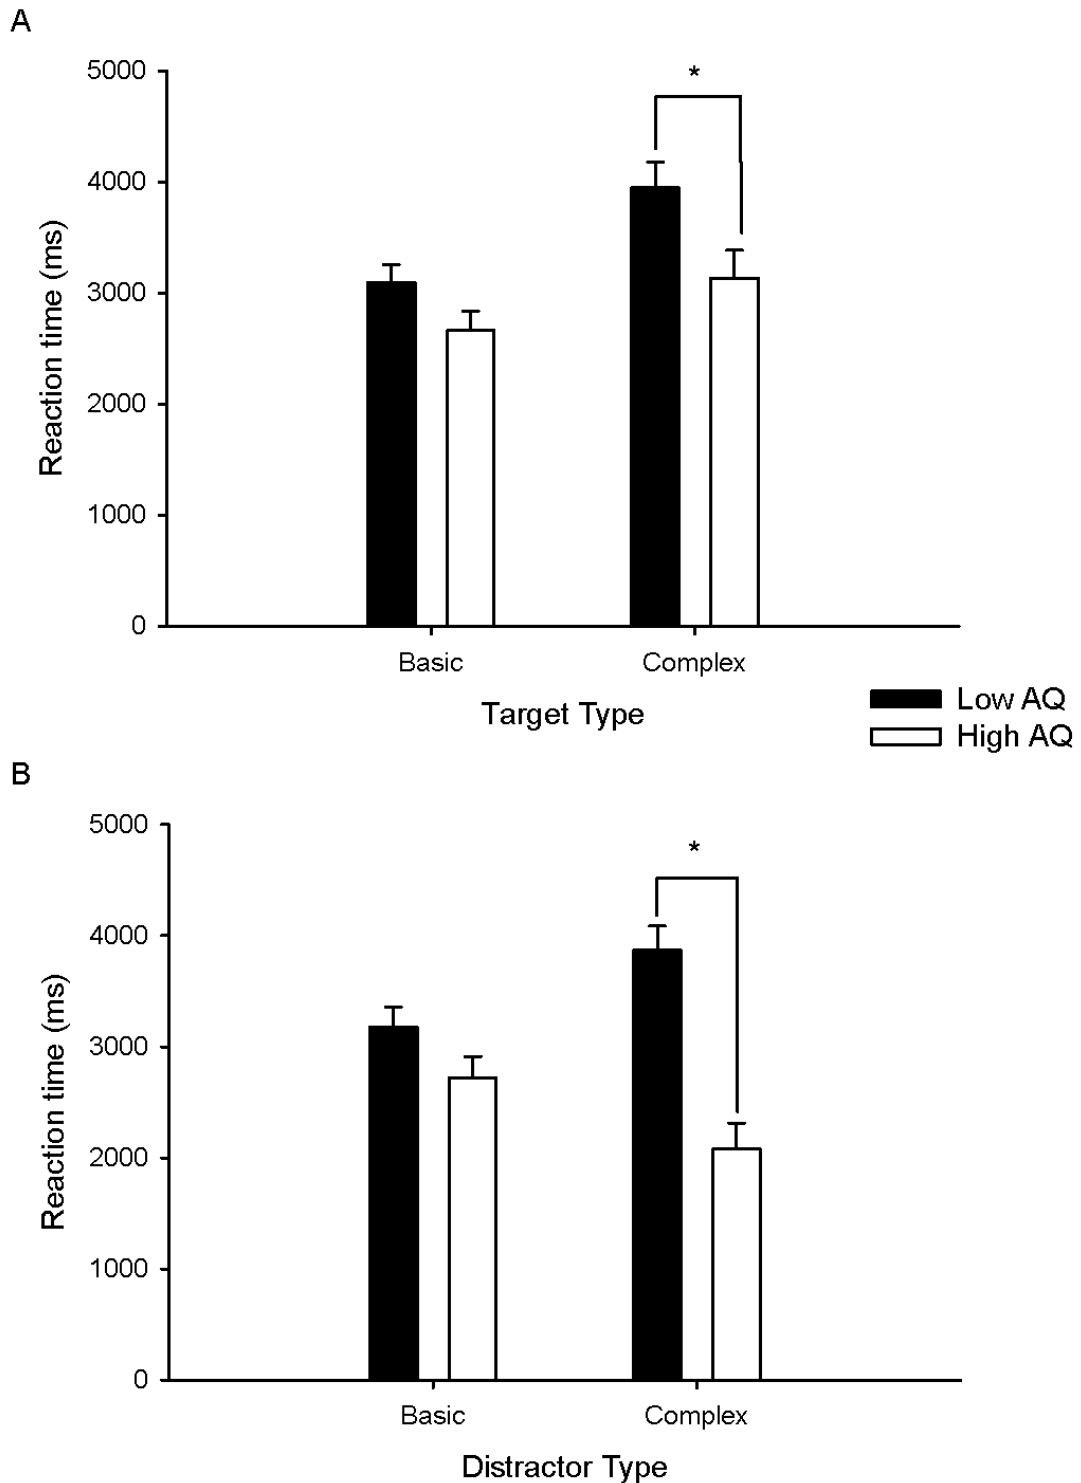 A
5000
4000
3000
2000
1000
0
Reaction time (ms)
*
Basic
Complex
Target Type
Low AQ
High AQ
B
5000
4000
3000
2000
1000
0
Reaction time (ms)
*
Basic
Complex
Distractor Type